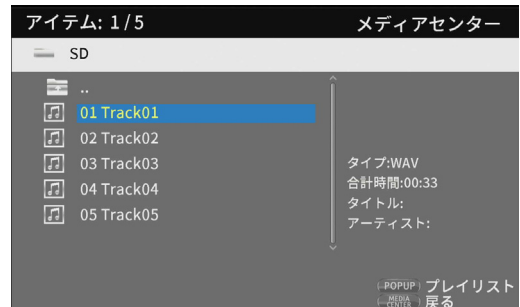 アイテム: 1/5
メディアセンター
SD
..
01 Track01
02 Track02
03 Track03
04 Track04
05 Track05
タイプ:WAV
合計時間:00:33
タイトル:
アーティスト:
POPUP プレイリスト
MEDIA CENTER 戻る